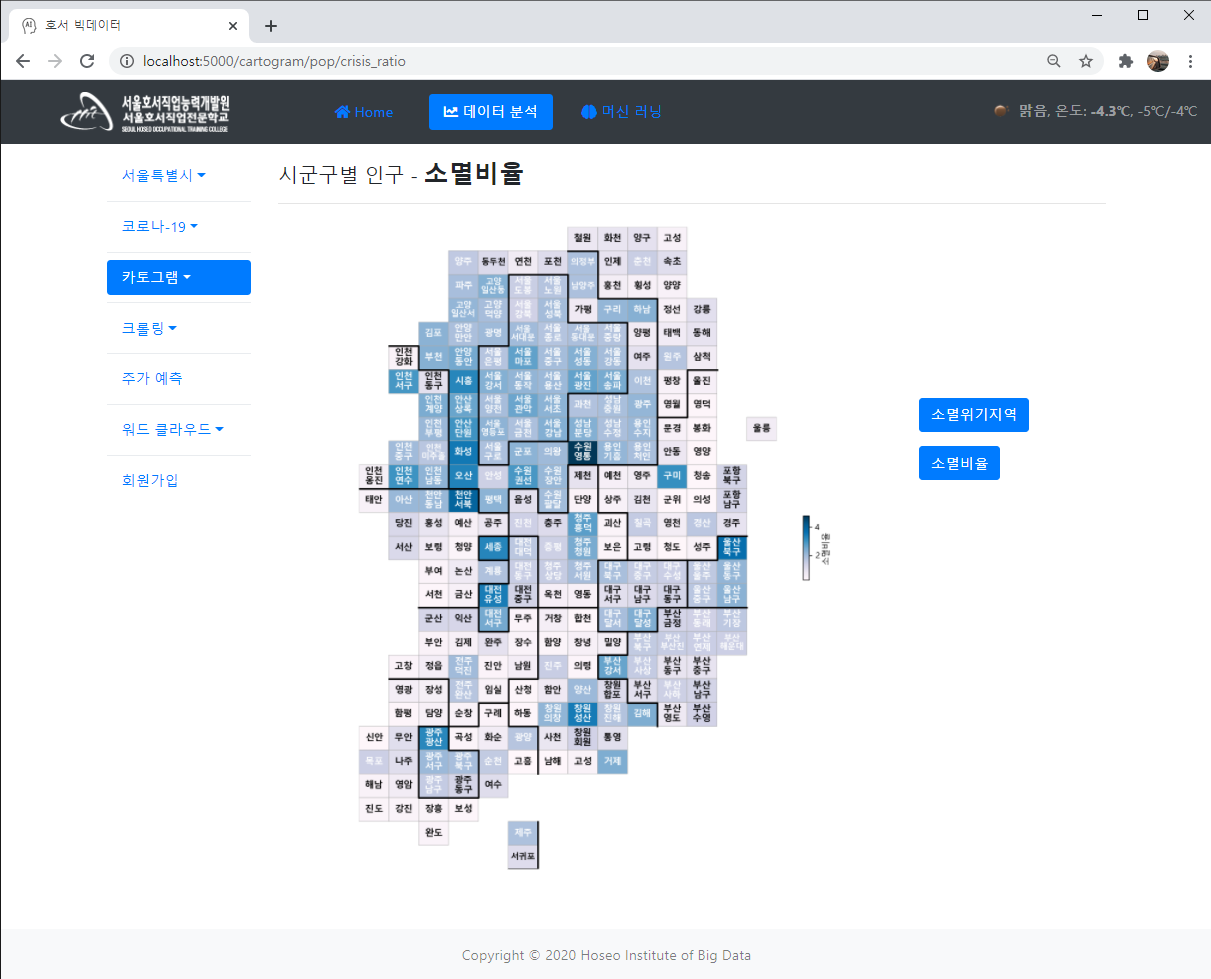 호서 빅데이터
localhost:5000/cartogram/pop/crisis_ratio
서울호서직업능력개발원
서울호서직업전문학교
SEOUL HOSEO OCCUPATIONAL TRAINING COLLEGE
Home
데이터 분석
머신 러닝
맑음, 온도: -4.3℃, -5℃/-4℃
서울특별시
코로나-19
카토그램
크롤링
주가 예측
워드 클라우드
회원가입
시군구별 인구 - 소멸비율
철원 화천 양구 고성
양주 동두천 연천 포천 의정부 인제 춘천 속초
파주 고양 일산동 서울 도봉 서울 노원 남양주 홍천 횡성 양양
고양 일산서 고양 덕양 서울 강북 서울 성북 가평 구리 하남 정선 강릉
김포 안양 만안 광명 서울 서대문 서울 종로 서울 동대문 서울 중랑 양평 태백 동해
인천 강화 부천 안양 동안 서울 은평 서울 마포 서울 중구 서울 성동 서울 강동 여주 원주 삼척
인천 서구 인천 동구 시흥 서울 강서 서울 동작 서울 용산 서울 광진 서울 송파 이천 평창 울진
인천 계양 안산 상록 서울 양천 서울 관악 서울 서초 과천 성남 중원 광주 영월 영덕
인천 부평 안산 단원 서울 영등포 서울 금천 서울 강남 성남 분당 성남 수정 용인 수지 문경 봉화 울릉
인천 중구 인천 미추홀 화성 서울 구로 군포 의왕 수원 영통 용인 기흥 용인 처인 안동 영양
인천 옹진 인천 연수 인천 남동 오산 안성 수원 권선 수원 장안 제천 예천 영주 구미 청송 포항 북구
태안 아산 천안 동남 천안 서북 평택 음성 수원 팔달 단양 상주 김천 군위 의성 포항 남구
당진 홍성 예산 공주 진천 충주 청주 흥덕 괴산 칠곡 영천 경산 경주
서산 보령 청양 세종 대전 대덕 증평 청주 청원 보은 고령 청도 성주 울산 북구
부여 논산 계룡 대전 동구 청주 상당 청주 서원 대구 북구 대구 중구 대구 수성 울산 울주 울산 동구
서천 금산 대전 유성 대전 중구 옥천 영동 대구 서구 대구 남구 대구 동구 울산 중구 울산 남구
군산 익산 대전 서구 무주 거창 합천 대구 달서 대구 달성 부산 금정 부산 동래 부산 기장
부안 김제 완주 장수 함양 창녕 밀양 부산 북구 부산 부산진 부산 연제 부산 해운대
고창 정읍 전주 덕진 진안 남원 진주 의령 부산 강서 부산 사상 부산 동구 부산 중구
영광 장성 전주 완산 임실 산청 함안 양산 창원 합포 부산 서구 부산 사하 부산 남구
함평 담양 순창 구례 하동 창원 의창 창원 성산 창원 진해 김해 부산 영도 부산 수영
신안 무안 광주 광산 곡성 화순 광양 사천 창원 회원 통영
목포 나주 광주 서구 광주 북구 순천 고흥 남해 고성 거제
해남 영암 광주 남구 광주 동구 여수
진도 강진 장흥 보성
완도 제주
서귀포
4
2
소멸비율
소멸위기지역
소멸비율
Copyright © 2020 Hoseo Institute of Big Data